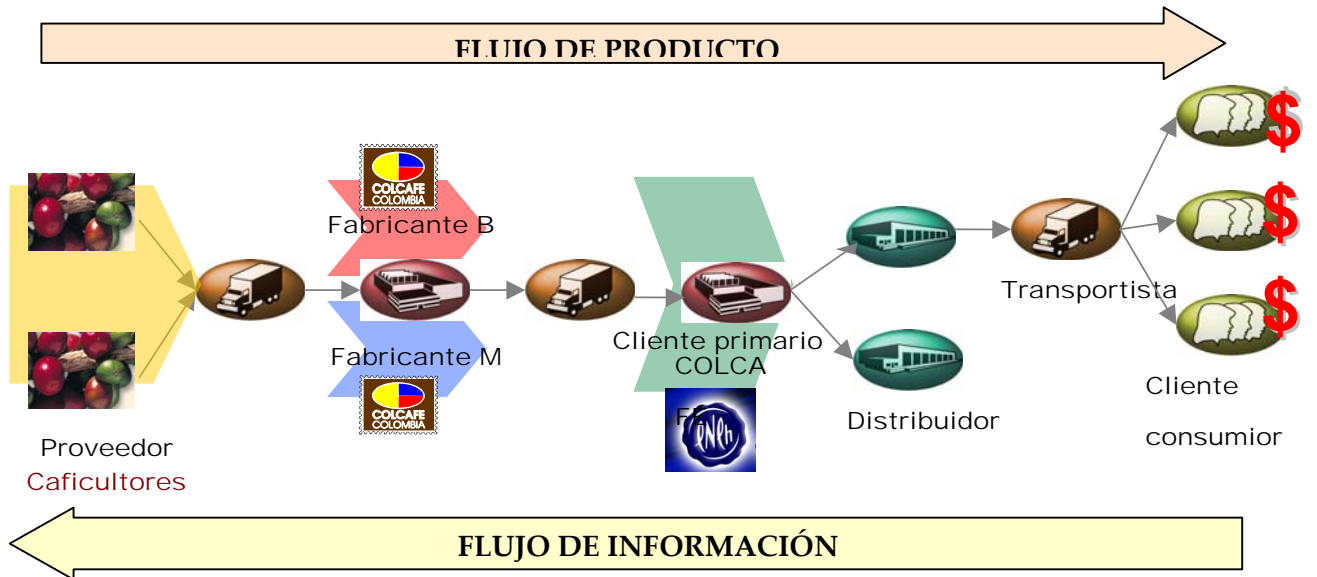 FLUJO DE PRODUCTO
$
COLCAFE
COLOMBIA
Fabricante B
$
Transportista
$
Cliente primario
COLCA
FE
Fabricante M
COLCAFE
COLOMBIA
Distribuidor
Cliente
consumior
Proveedor
Caficultores
FLUJO DE INFORMACIÓN